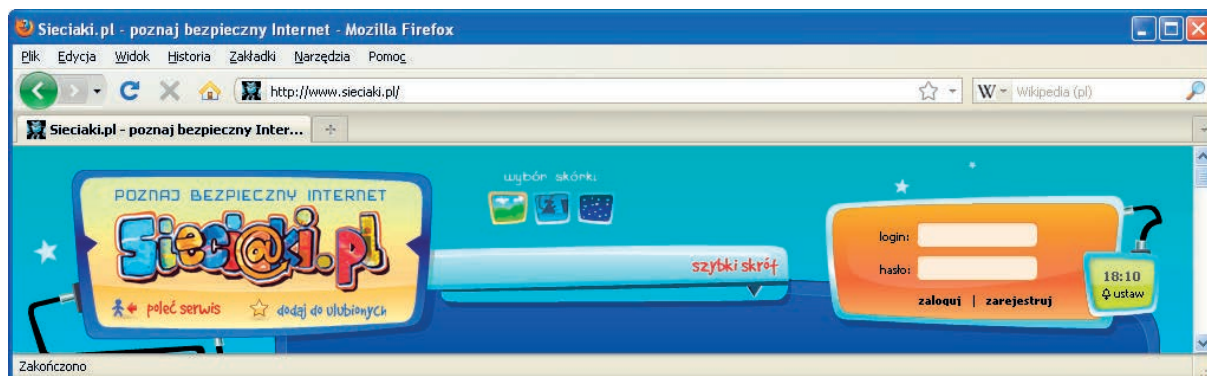 Sieciaki.pl - poznaj bezpieczny Internet - Mozilla Firefox
Plik Edycja Widok Historia Zakładki Narzędzia Pomoc
http://www.sieciaki.pl/ W Wikipedia (pl)
Sieciaki.pl - poznaj bezpieczny Inter...
wybór skórki
POZNAJ BEZPIECZNY INTERNET
Sieci@ki.pl
login:
szybki skrót
hasło:
18:10
ustaw
poleć serwis dodaj do ulubionych
zaloguj | zarejestruj
Zakończono